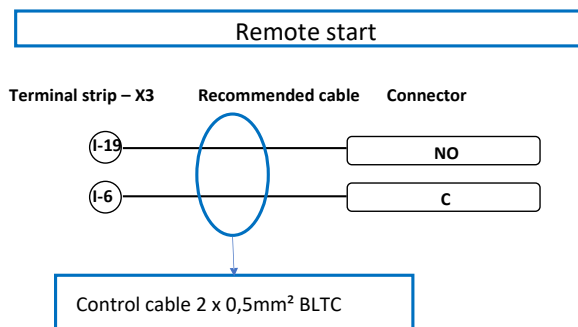 Remote start
Terminal strip – X3 Recommended cable Connector
I-19 NO
I-6 C
Control cable 2 x 0,5mm² BLTC